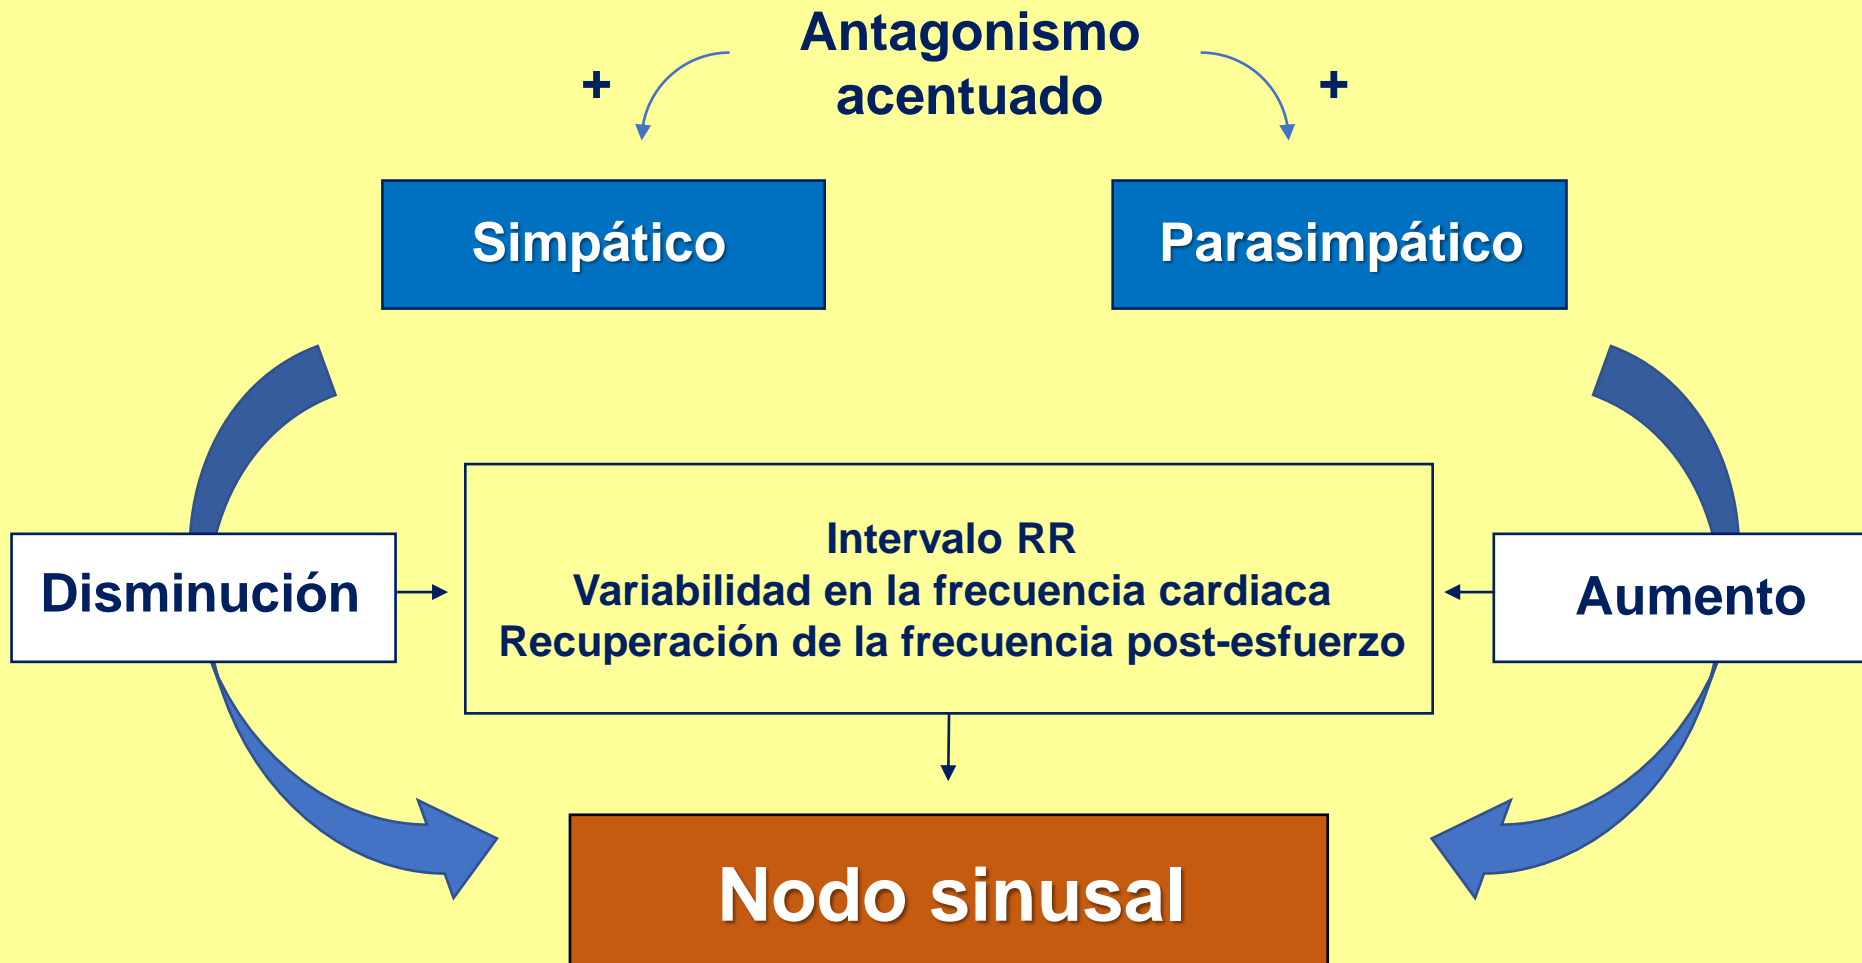 Antagonismo
acentuado
+
+
Simpático
Parasimpático
Disminución
Intervalo RR
Variabilidad en la frecuencia cardiaca
Recuperación de la frecuencia post-esfuerzo
Aumento
Nodo sinusal